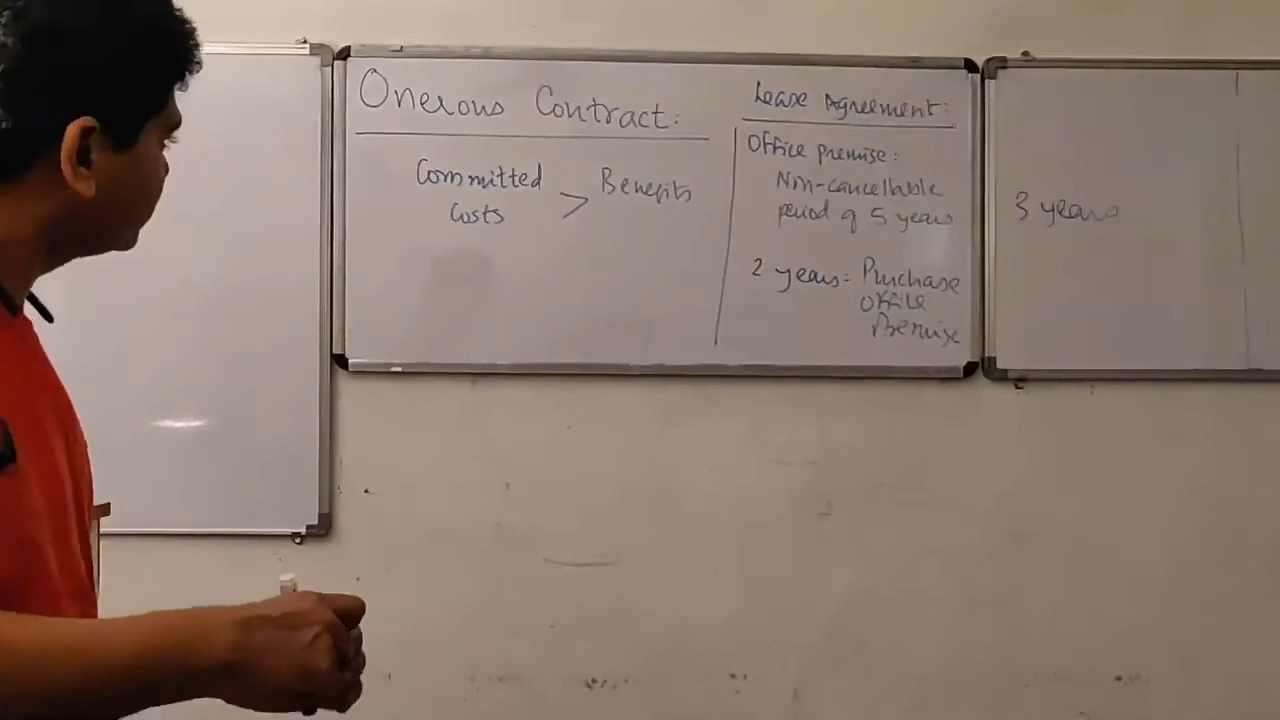 Onerous Contract:
Committed
Costs
>
Benefits
Lease Agreement:
Office premise:
Non-cancellable
period of 5 years
2 years: Purchase
Office
Premise
3 years